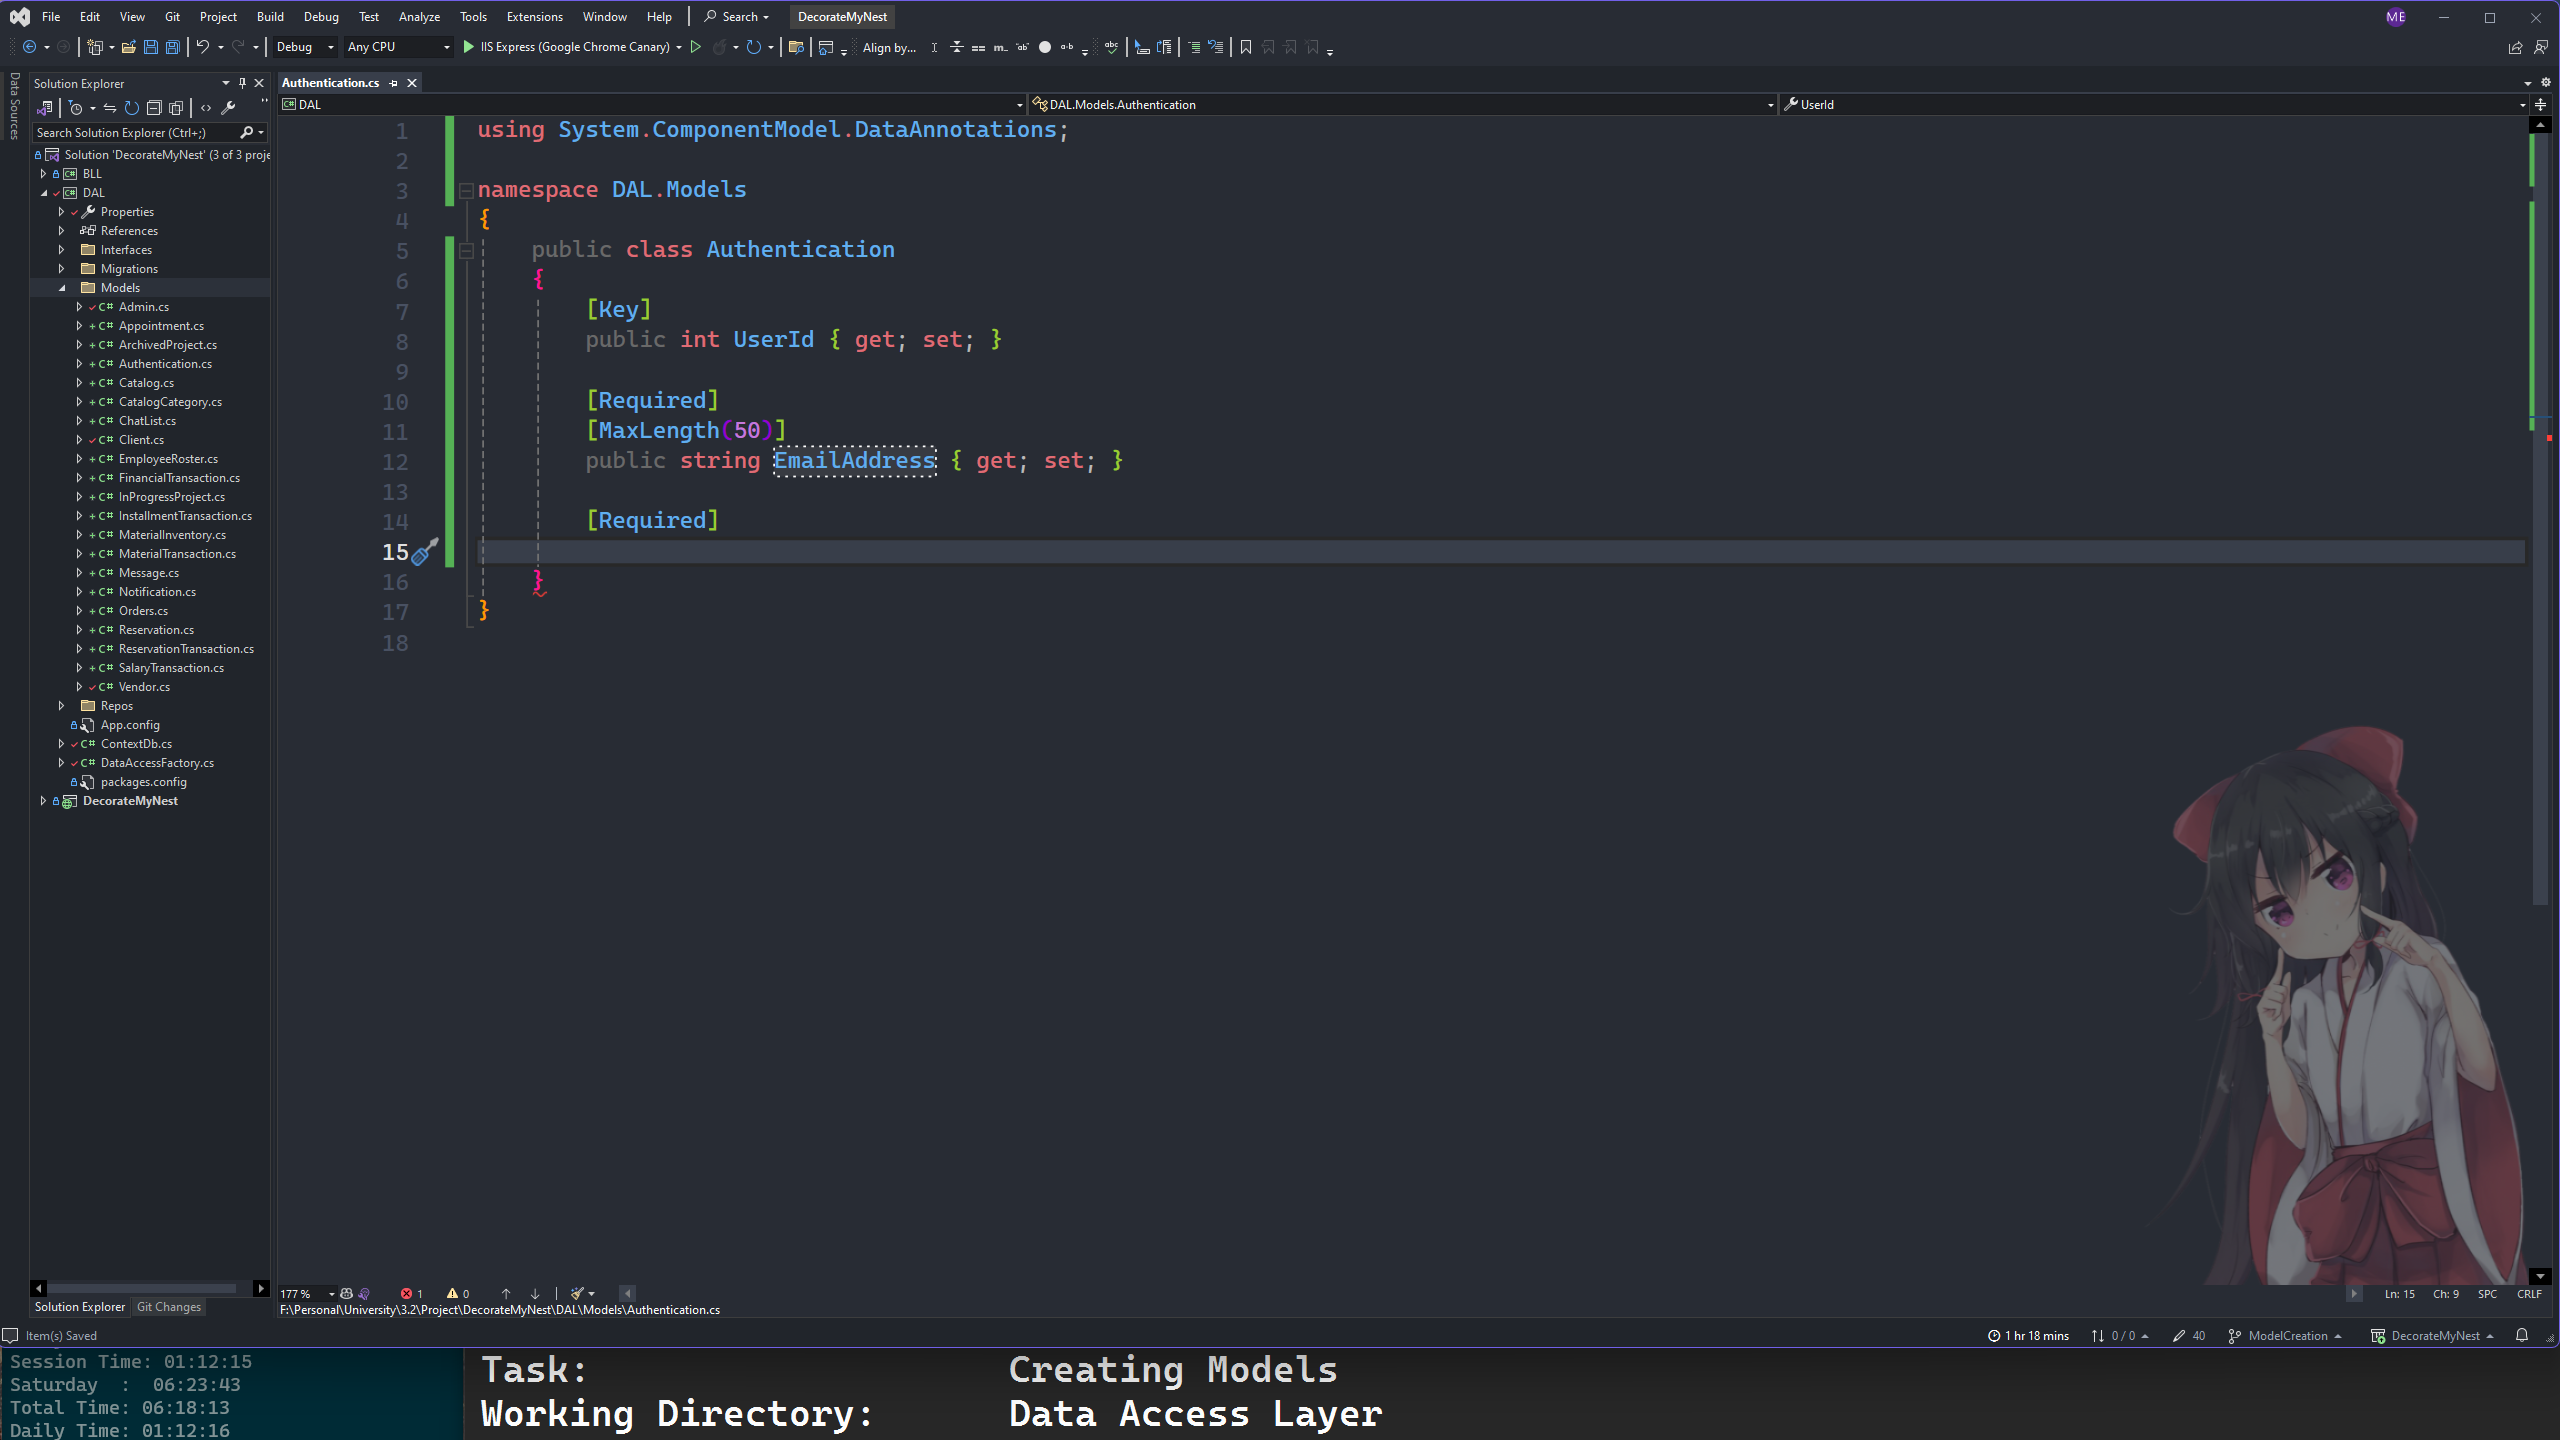 File Edit View Git Project Build Debug Test Analyze Tools Extensions Window Help Search DecorateMyNest ME
Debug Any CPU IIS Express (Google Chrome Canary) Align by...
Data Sources
Solution Explorer
Search Solution Explorer (Ctrl+;)
Solution 'DecorateMyNest' (3 of 3 proje
BLL
DAL
Properties
References
Interfaces
Migrations
Models
C# Admin.cs
C# Appointment.cs
C# ArchivedProject.cs
C# Authentication.cs
C# Catalog.cs
C# CatalogCategory.cs
C# ChatList.cs
C# Client.cs
C# EmployeeRoster.cs
C# FinancialTransaction.cs
C# InProgressProject.cs
C# InstallmentTransaction.cs
C# MaterialInventory.cs
C# MaterialTransaction.cs
C# Message.cs
C# Notification.cs
C# Orders.cs
C# Reservation.cs
C# ReservationTransaction.cs
C# SalaryTransaction.cs
C# Vendor.cs
Repos
App.config
C# ContextDb.cs
C# DataAccessFactory.cs
packages.config
DecorateMyNest
Solution Explorer Git Changes
Authentication.cs
DAL DAL.Models.Authentication UserId
1 using System.ComponentModel.DataAnnotations;
2
3 namespace DAL.Models
4 {
5 public class Authentication
6 {
7 [Key]
8 public int UserId { get; set; }
9
10 [Required]
11 [MaxLength(50)]
12 public string EmailAddress { get; set; }
13
14 [Required]
15
16 }
17 }
18
177 % 1 0 Ln: 15 Ch: 9 SPC CRLF
F:\Personal\University\3.2\Project\DecorateMyNest\DAL\Models\Authentication.cs
Item(s) Saved 1 hr 18 mins 0 / 0 40 ModelCreation DecorateMyNest
Session Time: 01:12:15
Saturday : 06:23:43
Total Time: 06:18:13
Daily Time: 01:12:16
Task: Creating Models
Working Directory: Data Access Layer